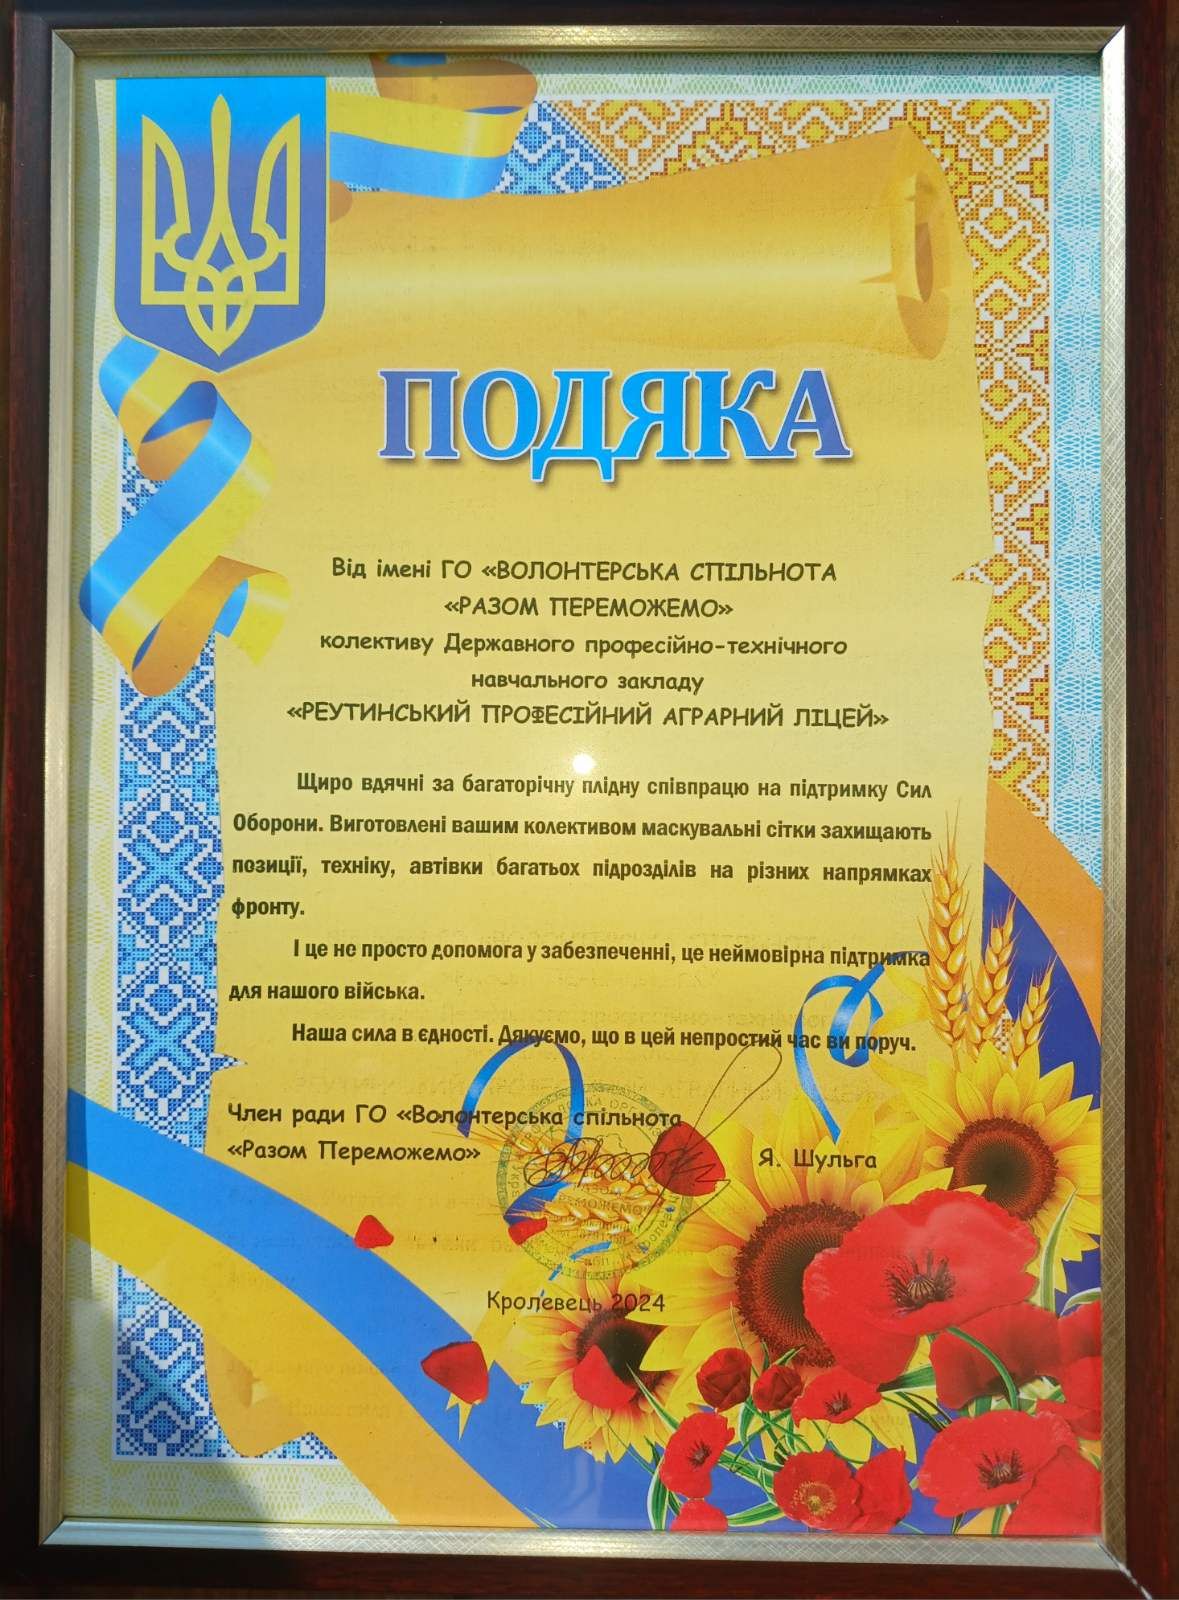 ПОДЯКА
Від імені ГО «ВОЛОНТЕРСЬКА СПІЛЬНОТА
«РАЗОМ ПЕРЕМОЖЕМО»
колективу Державного професійно-технічного
навчального закладу
«РЕУТИНСЬКИЙ ПРОФЕСІЙНИЙ АГРАРНИЙ ЛІЦЕЙ»
Щиро вдячні за багаторічну плідну співпрацю на підтримку Сил
Оборони. Виготовлені вашим колективом маскувальні сітки захищають
позиції, техніку, автівки багатьох підрозділів на різних напрямках
фронту.
І це не просто допомога у забезпеченні, це неймовірна підтримка
для нашого війська.
Наша сила в єдності. Дякуємо, що в цей непростий час ви поруч.
Член ради ГО «Волонтерська спільнота
«Разом Переможемо»
Я. Шульга
ПЕРЕМОЖЕМО
Кролевець 2024